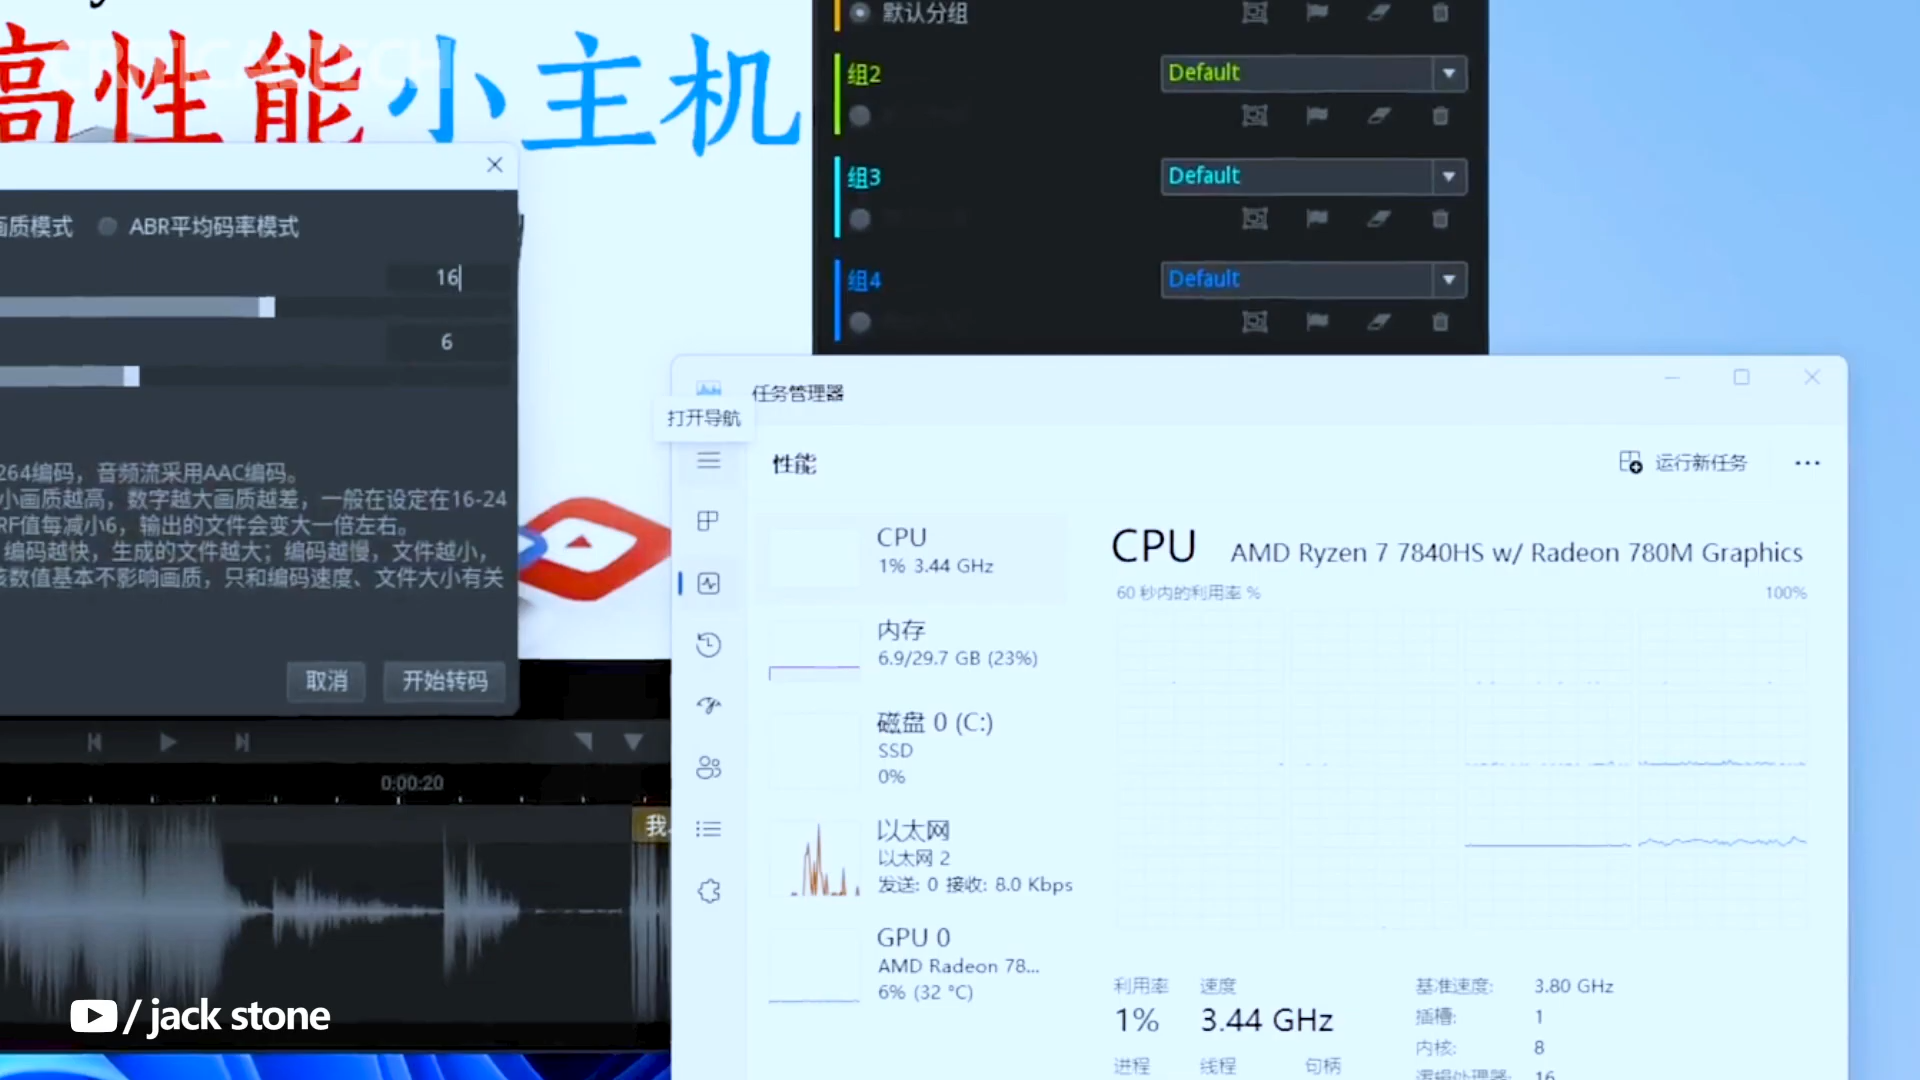 CRITICAL TECH
高性能小主机
默认分组
组2
Default
组3
Default
组4
Default
画质模式 ABR平均码率模式
16
6
264编码，音频流采用AAC编码。
小画质越高，数字越大画质越差，一般在设定在16-24
RF值每减小6，输出的文件会变大一倍左右。
编码越快，生成的文件越大；编码越慢，文件越小，
该数值基本不影响画质，只和编码速度、文件大小有关
取消 开始转码
0:00:20
我.
任务管理器
打开导航
性能
运行新任务
CPU
1% 3.44 GHz
内存
6.9/29.7 GB (23%)
磁盘 0 (C:)
SSD
0%
以太网
以太网 2
发送: 0 接收: 8.0 Kbps
GPU 0
AMD Radeon 78...
6% (32 °C)
CPU AMD Ryzen 7 7840HS w/ Radeon 780M Graphics
60 秒内的利用率 % 100%
利用率 速度
1% 3.44 GHz
进程 线程 句柄
基准速度: 3.80 GHz
插槽: 1
内核: 8
逻辑处理器: 16
/ jack stone